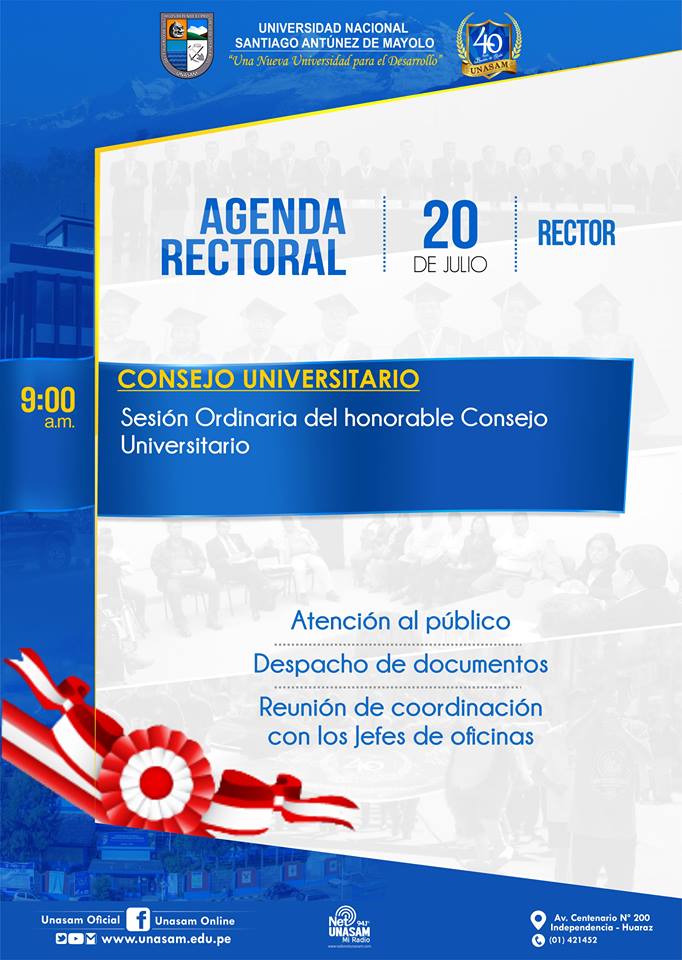 UNIVERSIDAD NACIONAL
SANTIAGO ANTÚNEZ DE MAYOLO
"Una Nueva Universidad para el Desarrollo"
UNASAM
40
UNASAM
AGENDA
RECTORAL
20
DE JULIO
RECTOR
9:00
a.m.
CONSEJO UNIVERSITARIO
Sesión Ordinaria del honorable Consejo
Universitario
Atención al público
Despacho de documentos
Reunión de coordinación
con los Jefes de oficinas
Unasam Oficial
Unasam Online
www.unasam.edu.pe
Net 94.1
UNASAM
Mi Radio
Av. Centenario N° 200
Independencia - Huaraz
(01) 421452